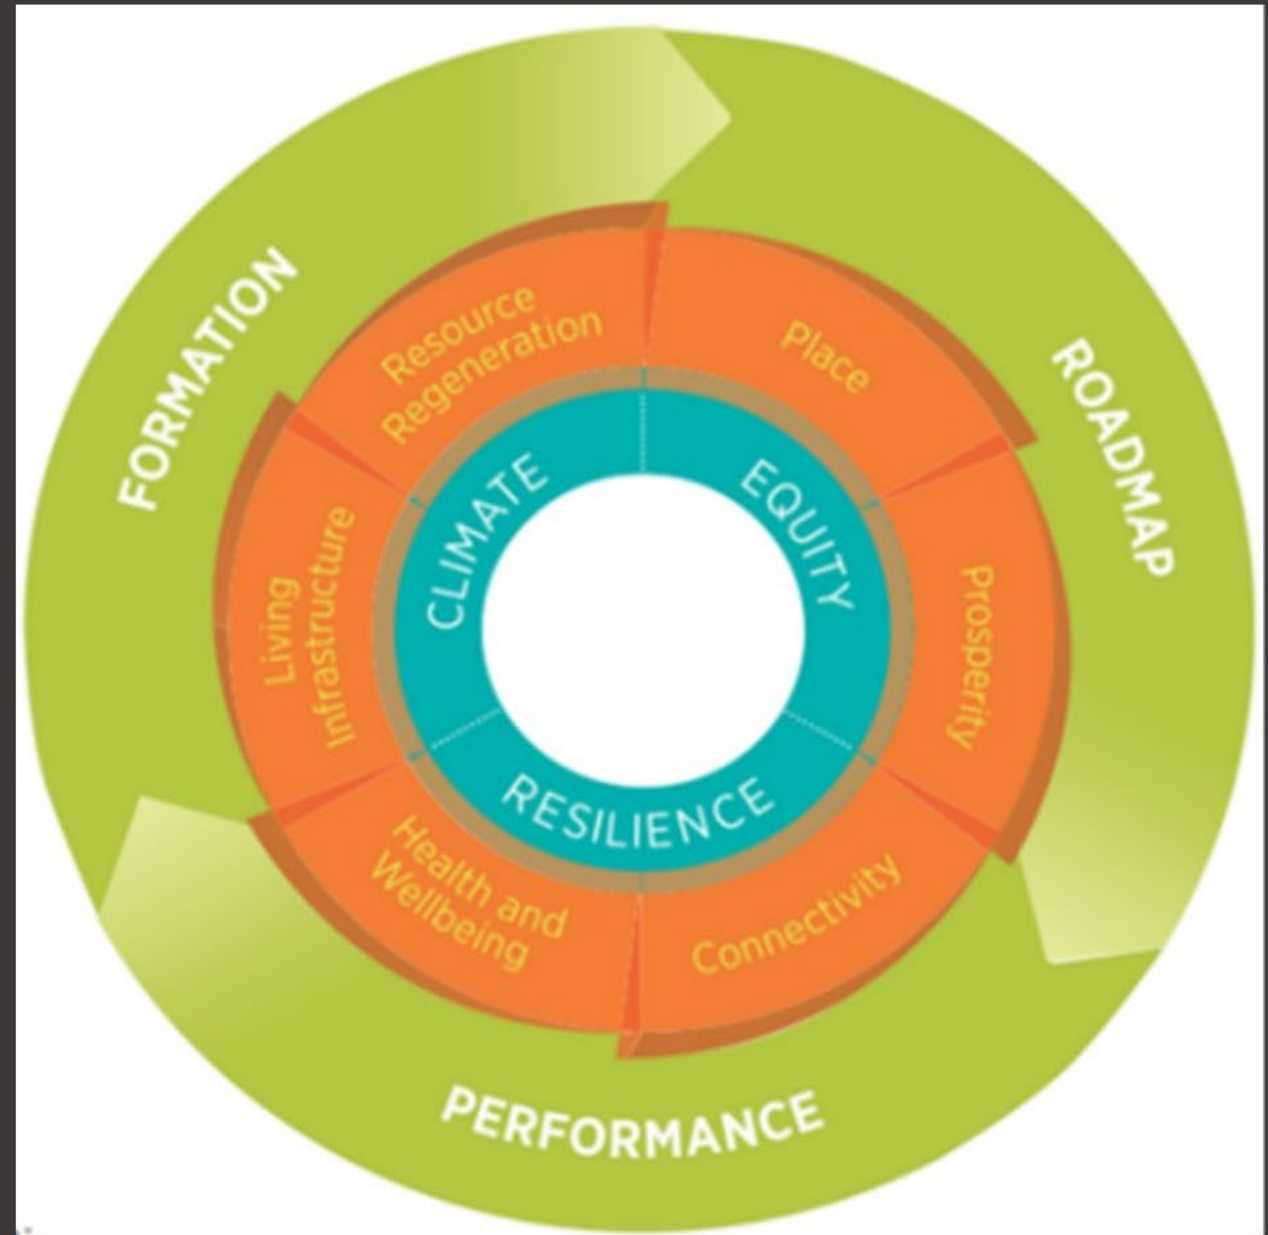 FORMATION
ROADMAP
PERFORMANCE
Resource
Regeneration
Place
Prosperity
Connectivity
Health and
Wellbeing
Living
Infrastructure
CLIMATE
EQUITY
RESILIENCE